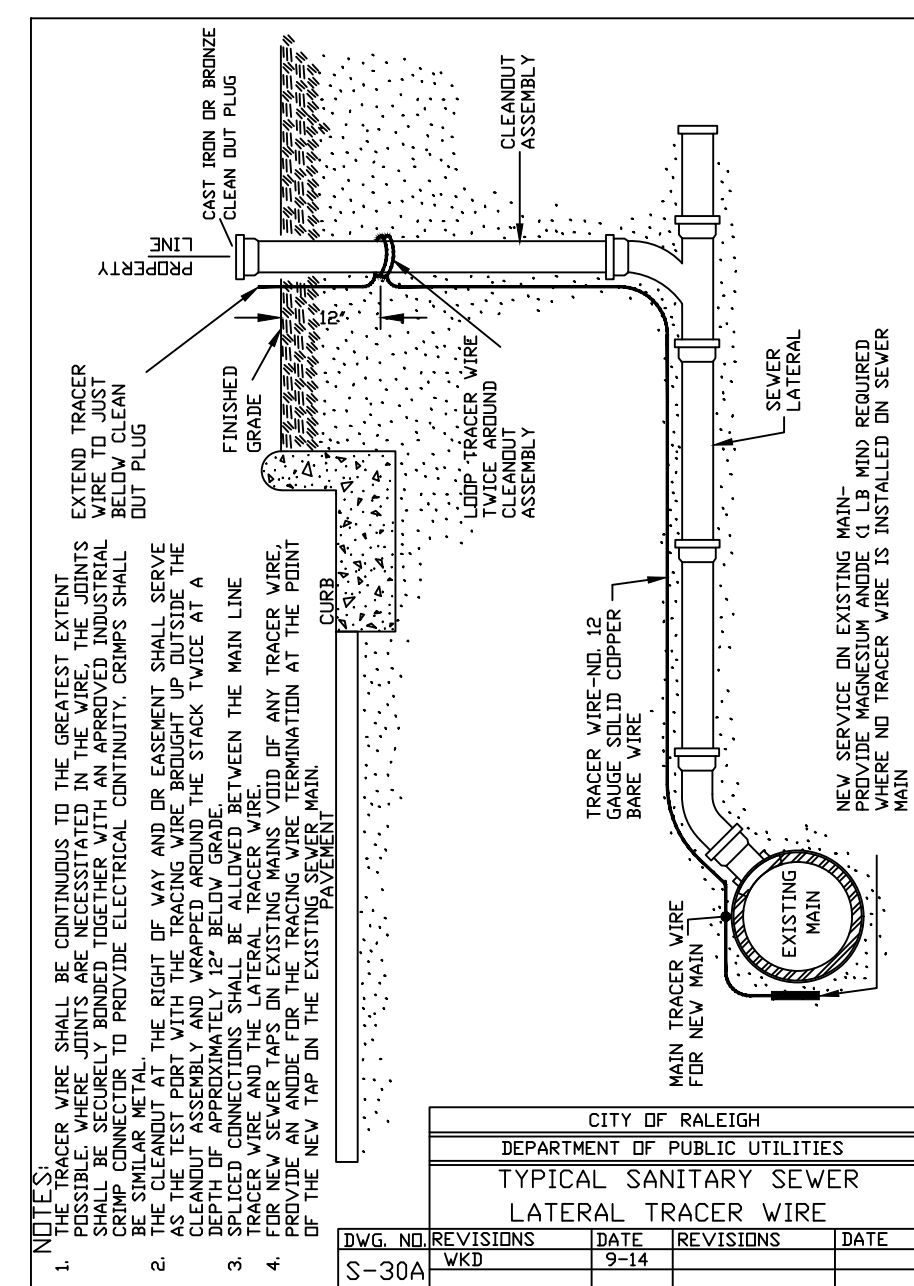 NOTES:
1. THE TRACER WIRE SHALL BE CONTINUOUS TO THE GREATEST EXTENT
POSSIBLE. WHERE JOINTS ARE NECESSITATED IN THE WIRE, THE JOINTS
SHALL BE SECURELY BONDED TOGETHER WITH AN APRROVED INDUSTRIAL
CRIMP CONNECTOR TO PROVIDE ELECTRICAL CONTINUITY. CRIMPS SHALL
BE SIMILAR METAL.
2. THE CLEANOUT AT THE RIGHT OF WAY AND OR EASEMENT SHALL SERVE
AS THE TEST PORT WITH THE TRACING WIRE BROUGHT UP OUTSIDE THE
CLEANOUT ASSEMBLY AND WRAPPED AROUND THE STACK TWICE AT A
DEPTH OF APPROXIMATELY 12" BELOW GRADE.
3. SPLICED CONNECTIONS SHALL BE ALLOWED BETWEEN THE MAIN LINE
TRACER WIRE AND THE LATERAL TRACER WIRE.
4. FOR NEW SEWER TAPS ON EXISTING MAINS VOID OF ANY TRACER WIRE,
PROVIDE AN ANODE FOR THE TRACING WIRE TERMINATION AT THE POINT
OF THE NEW TAP ON THE EXISTING SEWER MAIN.
PAVEMENT
CURB
EXTEND TRACER
WIRE TO JUST
BELOW CLEAN
OUT PLUG
PROPERTY
LINE
CAST IRON OR BRONZE
CLEAN OUT PLUG
FINISHED
GRADE
12"
CLEANOUT
ASSEMBLY
LOOP TRACER WIRE
TWICE AROUND
CLEANOUT
ASSEMBLY
TRACER WIRE-NO. 12
GAUGE SOLID COPPER
BARE WIRE
SEWER
LATERAL
MAIN TRACER WIRE
FOR NEW MAIN
EXISTING
MAIN
NEW SERVICE ON EXISTING MAIN-
PROVIDE MAGNESIUM ANODE (1 LB MIN) REQUIRED
WHERE NO TRACER WIRE IS INSTALLED ON SEWER
MAIN
CITY OF RALEIGH
DEPARTMENT OF PUBLIC UTILITIES
TYPICAL SANITARY SEWER
LATERAL TRACER WIRE
DWG. NO. REVISIONS DATE REVISIONS DATE
S-30A WKD 9-14